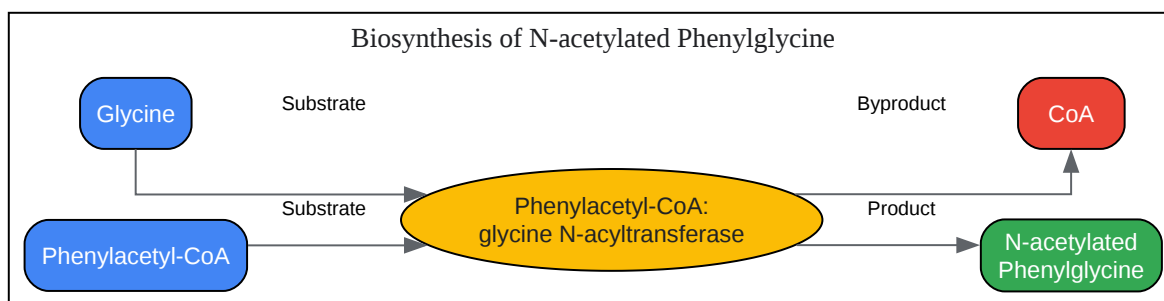 Biosynthesis of N-acetylated Phenylglycine
Glycine
Substrate
Byproduct
CoA
Substrate
Product
Phenylacetyl-CoA
Phenylacetyl-CoA:
glycine N-acyltransferase
N-acetylated
Phenylglycine